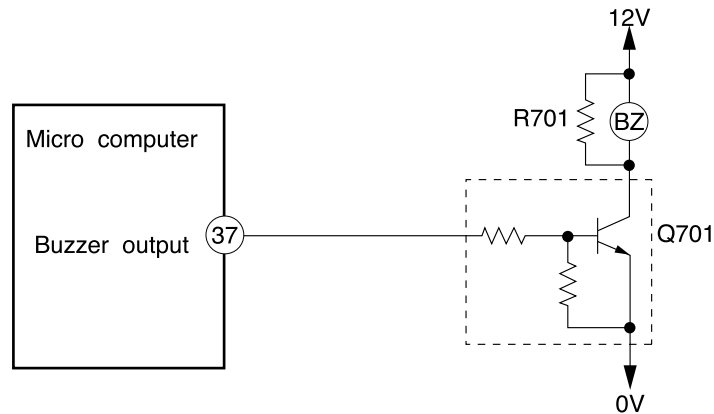 12V
R701
BZ
Micro computer
37
Buzzer output
Q701
0V